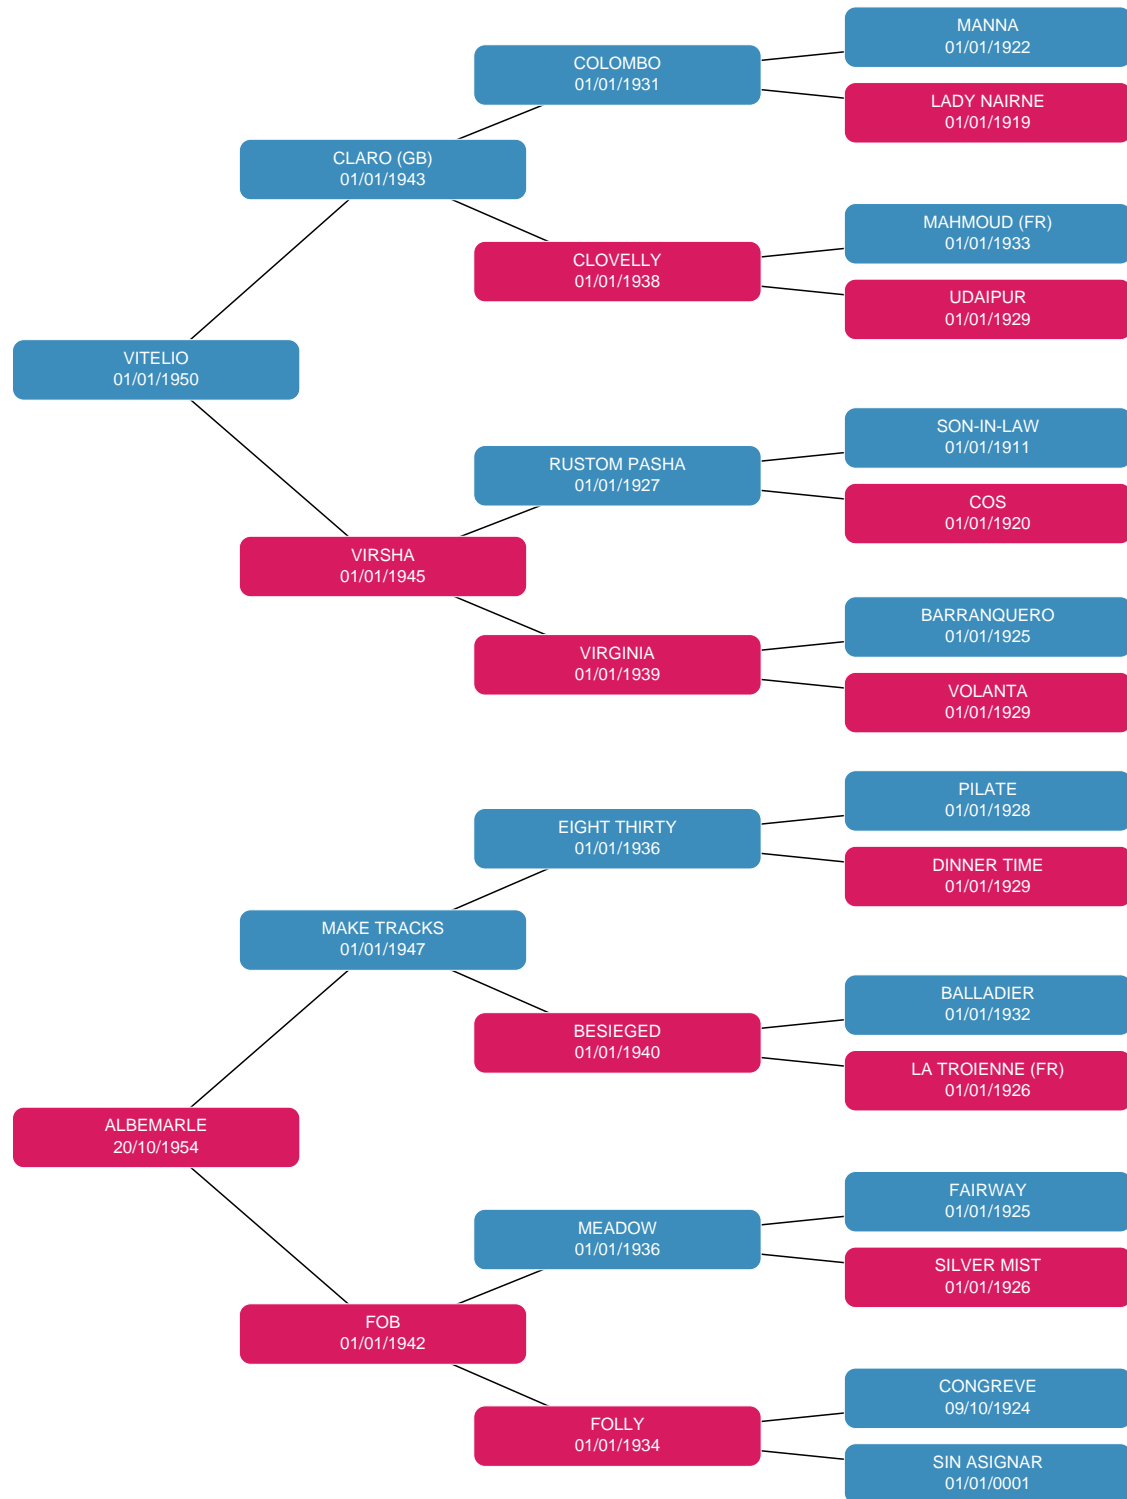 MANNA
01/01/1922
COLOMBO
01/01/1931
LADY NAIRNE
01/01/1919
CLARO (GB)
01/01/1943
MAHMOUD (FR)
01/01/1933
CLOVELLY
01/01/1938
UDAIPUR
01/01/1929
VITELIO
01/01/1950
SON-IN-LAW
01/01/1911
RUSTOM PASHA
01/01/1927
COS
01/01/1920
VIRSHA
01/01/1945
BARRANQUERO
01/01/1925
VIRGINIA
01/01/1939
VOLANTA
01/01/1929
PILATE
01/01/1928
EIGHT THIRTY
01/01/1936
DINNER TIME
01/01/1929
MAKE TRACKS
01/01/1947
BALLADIER
01/01/1932
BESIEGED
01/01/1940
LA TROIENNE (FR)
01/01/1926
ALBEMARLE
20/10/1954
FAIRWAY
01/01/1925
MEADOW
01/01/1936
SILVER MIST
01/01/1926
FOB
01/01/1942
CONGREVE
09/10/1924
FOLLY
01/01/1934
SIN ASIGNAR
01/01/0001